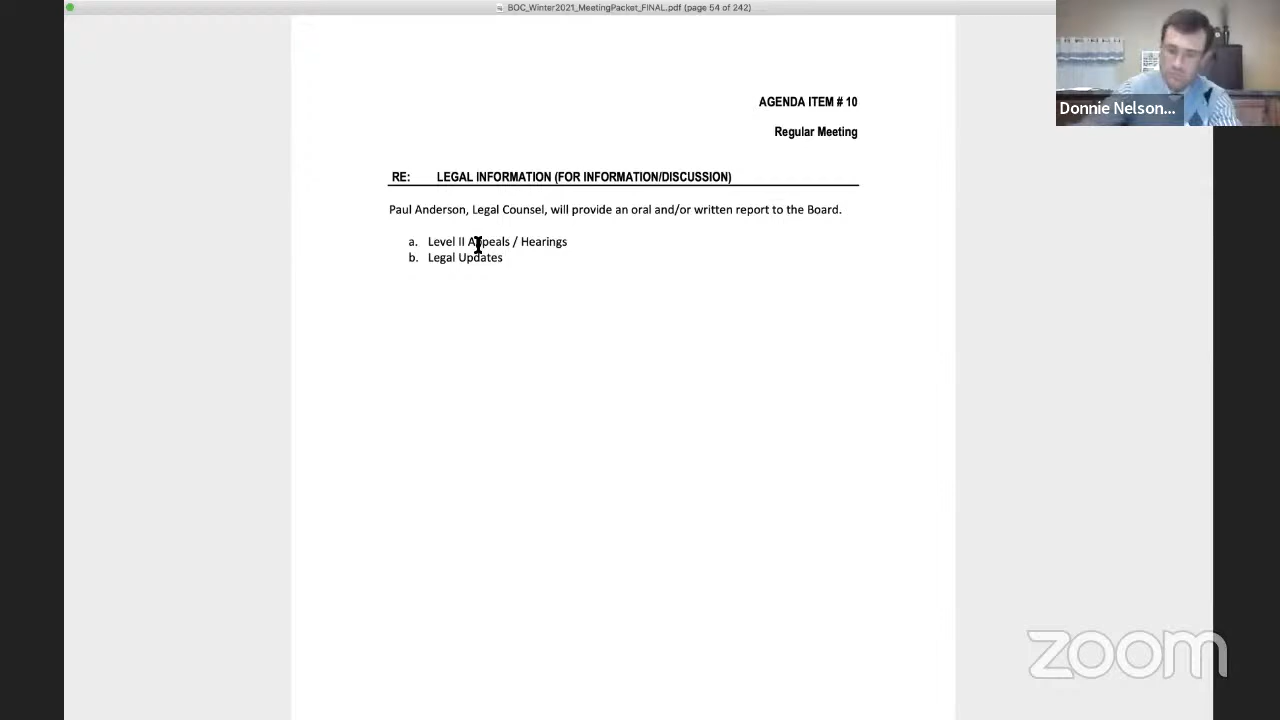 BOC_Winter2021_MeetingPacket_FINAL.pdf (page 54 of 242)
Donnie Nelson...
AGENDA ITEM # 10
Regular Meeting
RE: LEGAL INFORMATION (FOR INFORMATION/DISCUSSION)
Paul Anderson, Legal Counsel, will provide an oral and/or written report to the Board.
a. Level II Appeals / Hearings
b. Legal Updates
zoom